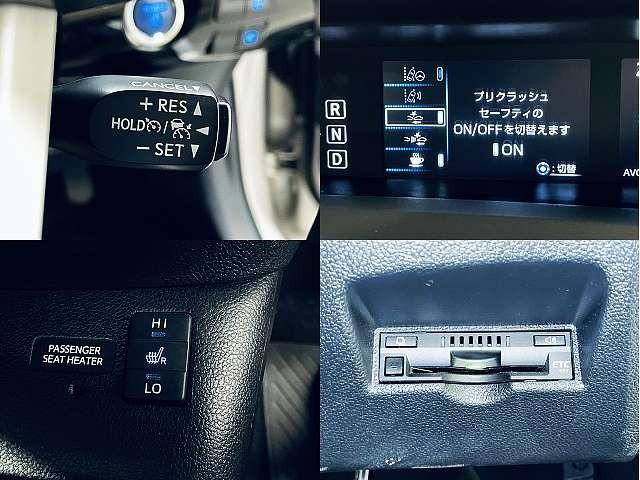 CANCEL
+ RES ▲
HOLD / ◀
− SET ▼
R
N
D
プリクラッシュ
セーフティの
ON/OFFを切替えます
ON
:切替
PASSENGER
SEAT HEATER
HI
R
LO
ETC